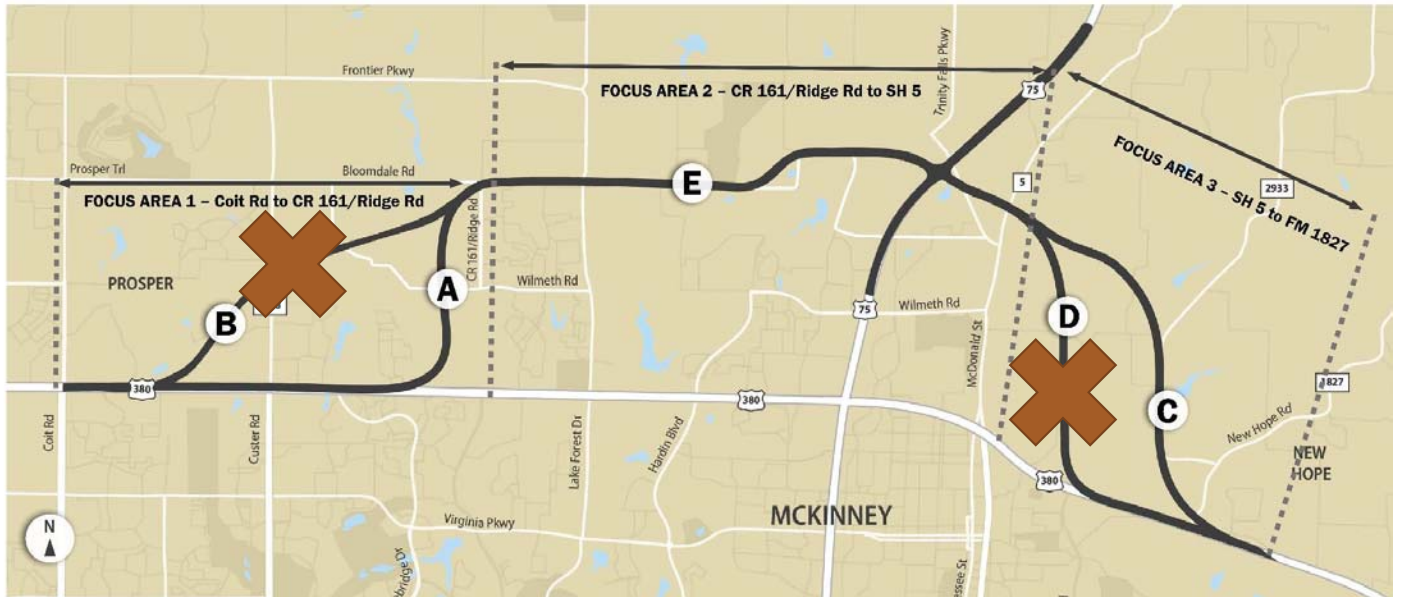 Frontier Pkwy
FOCUS AREA 2 – CR 161/Ridge Rd to SH 5
Trinity Falls Pkwy
75
FOCUS AREA 3 – SH 5 to FM 1827
Prosper Trl
Bloomdale Rd
FOCUS AREA 1 – Coit Rd to CR 161/Ridge Rd
E
5
2933
CR 161/Ridge Rd
PROSPER
A
Wilmeth Rd
B
75
Wilmeth Rd
D
McDonald St
380
380
1827
C
New Hope Rd
NEW
HOPE
Coit Rd
Custer Rd
Lake Forest Dr
Hardin Blvd
380
N
Virginia Pkwy
MCKINNEY